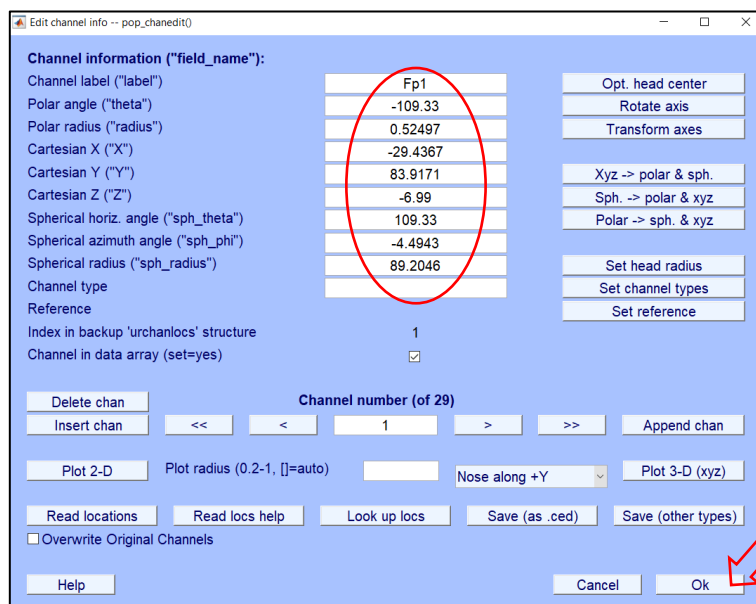 Edit channel info -- pop_chanedit()
Channel information ("field_name"):
Channel label ("label") Fp1 Opt. head center
Polar angle ("theta") -109.33 Rotate axis
Polar radius ("radius") 0.52497 Transform axes
Cartesian X ("X") -29.4367
Cartesian Y ("Y") 83.9171 Xyz -> polar & sph.
Cartesian Z ("Z") -6.99 Sph. -> polar & xyz
Spherical horiz. angle ("sph_theta") 109.33 Polar -> sph. & xyz
Spherical azimuth angle ("sph_phi") -4.4943
Spherical radius ("sph_radius") 89.2046 Set head radius
Channel type Set channel types
Reference Set reference
Index in backup 'urchanlocs' structure 1
Channel in data array (set=yes)
Delete chan Channel number (of 29)
Insert chan << < 1 > >> Append chan
Plot 2-D Plot radius (0.2-1, []=auto) Nose along +Y Plot 3-D (xyz)
Read locations Read locs help Look up locs Save (as .ced) Save (other types)
Overwrite Original Channels
Help Cancel Ok